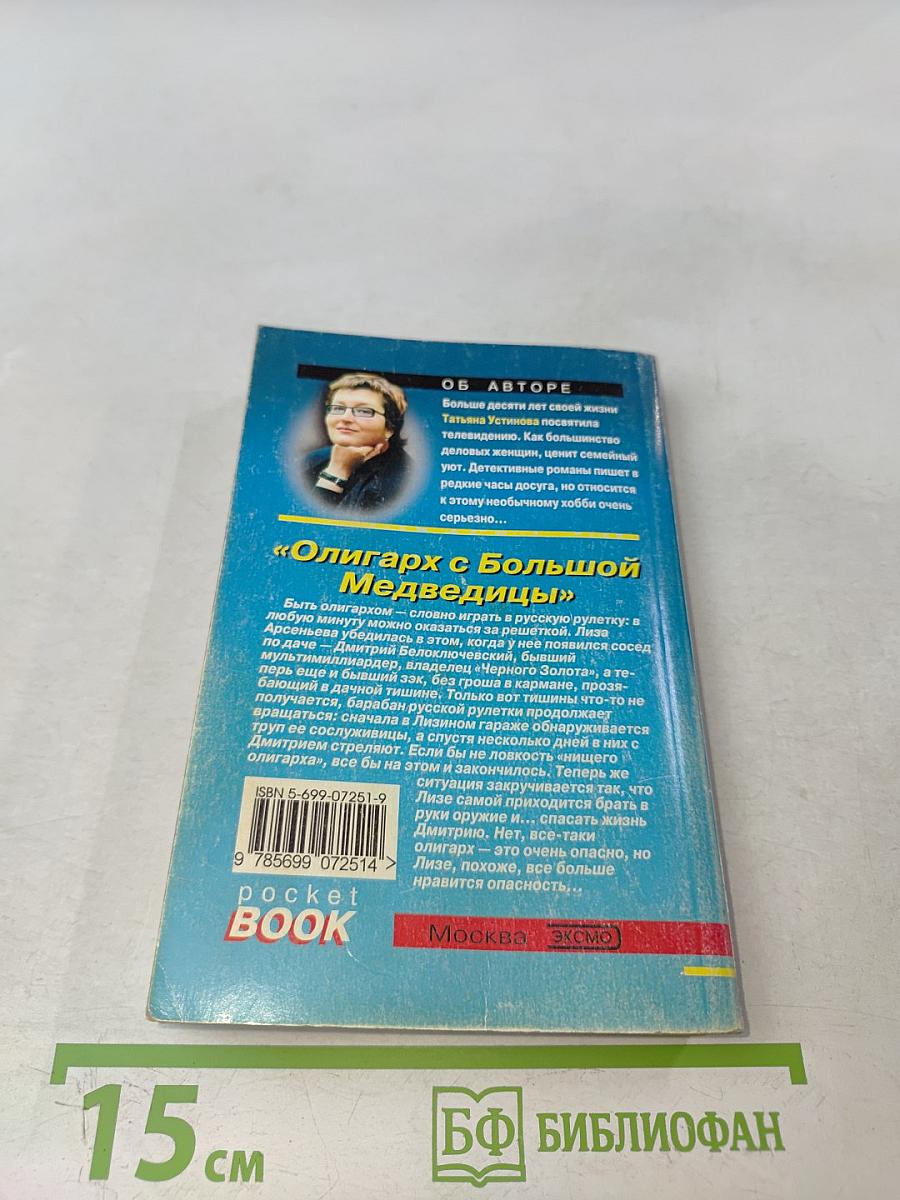 ОБ АВТОРЕ
Больше десяти лет своей жизни
Татьяна Устинова посвятила
телевидению. Как большинство
деловых женщин, ценит семейный
уют. Детективные романы пишет в
редкие часы досуга, но относится
к этому необычному хобби очень
серьезно...
«Олигарх с Большой
Медведицы»
Быть олигархом — словно играть в русскую рулетку: в
любую минуту можно оказаться за решеткой. Лиза
Арсеньева убедилась в этом, когда у нее появился сосед
по даче — Дмитрий Белоключевский, бывший
мультимиллиардер, владелец «Черного Золота», а те-
перь еще и бывший зэк, без гроша в кармане, прозя-
бающий в дачной тишине. Только вот тишины что-то не
получается, барабан русской рулетки продолжает
вращаться: сначала в Лизином гараже обнаруживается
труп ее сослуживицы, а спустя несколько дней в них с
Дмитрием стреляют. Если бы не ловкость «нищего
олигарха», все бы на этом и закончилось. Теперь же
ситуация закручивается так, что
Лизе самой приходится брать в
руки оружие и... спасать жизнь
Дмитрию. Нет, все-таки
олигарх — это очень опасно, но
Лизе, похоже, все больше
нравится опасность...
ISBN 5-699-07251-9
9 785699 072514 >
pocket
BOOK
Москва ЭКСМО
15 см
БФ БИБЛИОФАН